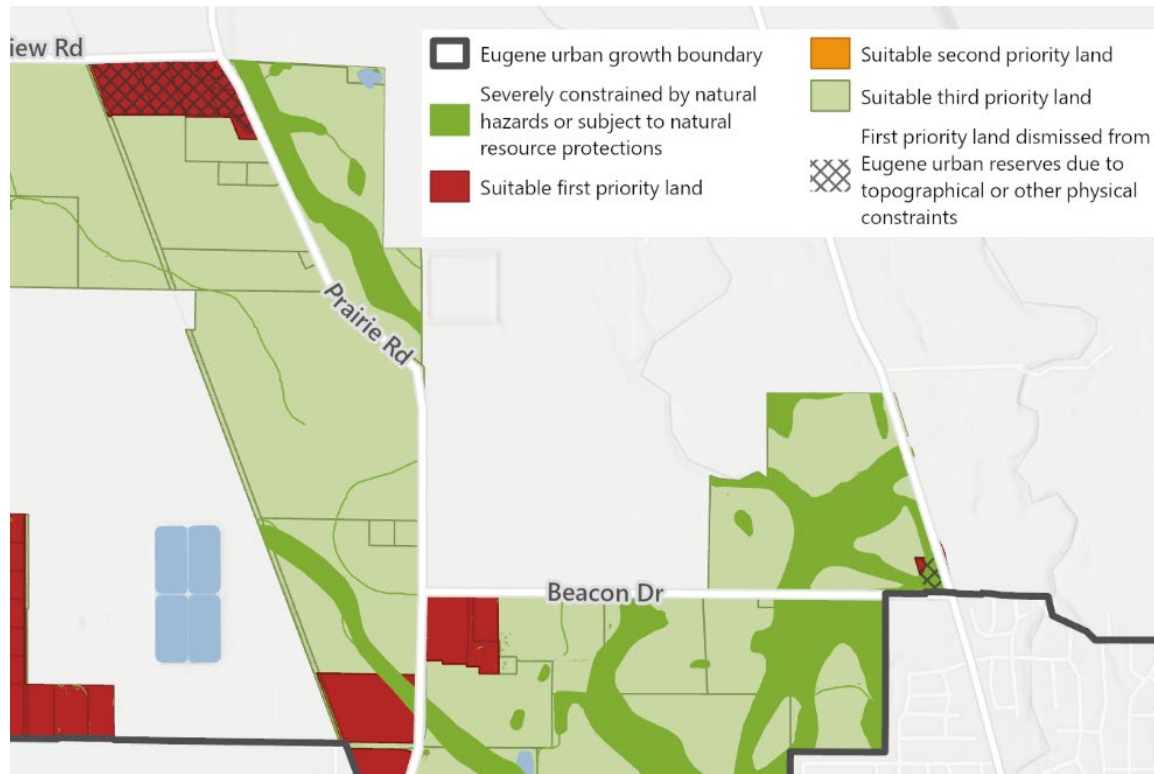 iew Rd
Eugene urban growth boundary
Severely constrained by natural
hazards or subject to natural
resource protections
Suitable first priority land
Suitable second priority land
Suitable third priority land
First priority land dismissed from
Eugene urban reserves due to
topographical or other physical
constraints
Prairie Rd
Beacon Dr